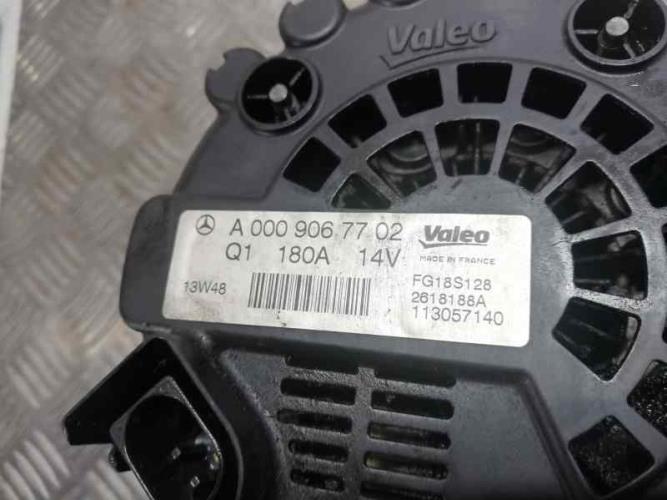 Valeo
A 000 906 77 02
Valeo
MADE IN FRANCE
Q1 180A 14V
13W48
FG18S128
2618188A
113057140